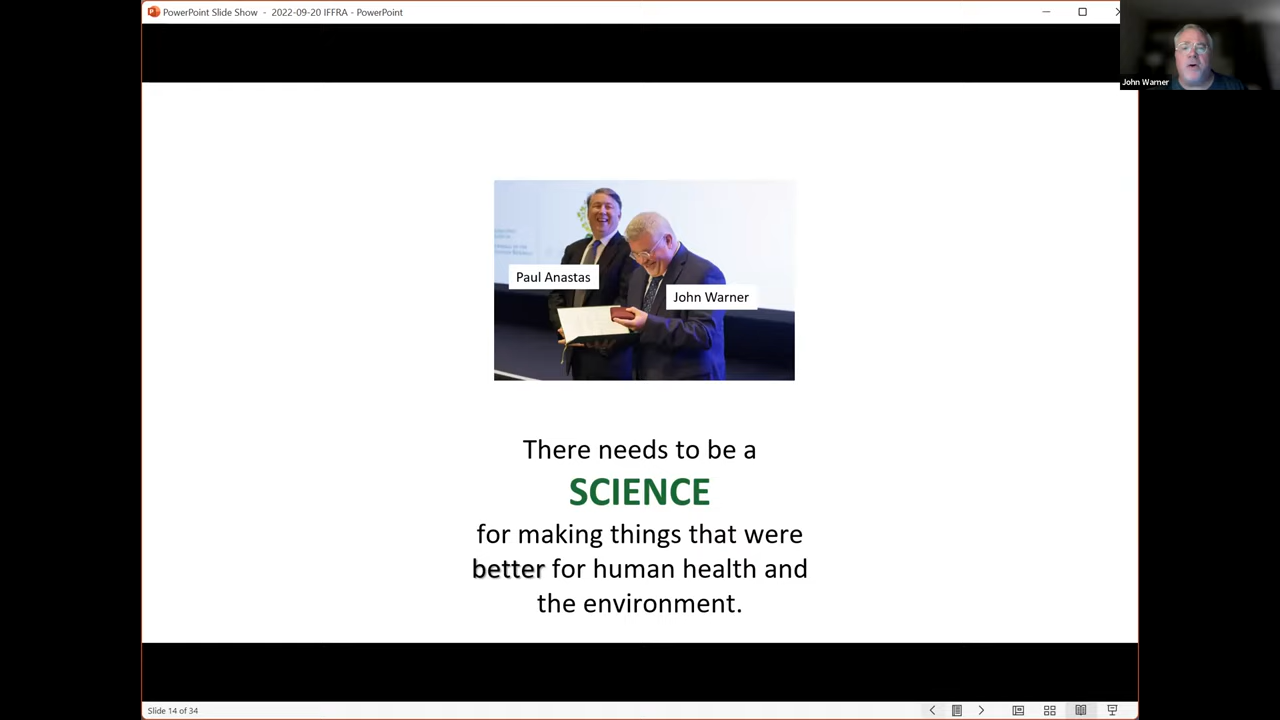 PowerPoint Slide Show - 2022-09-20 IFFRA - PowerPoint
John Warner
Paul Anastas
John Warner
There needs to be a
SCIENCE
for making things that were
better for human health and
the environment.
Slide 14 of 34